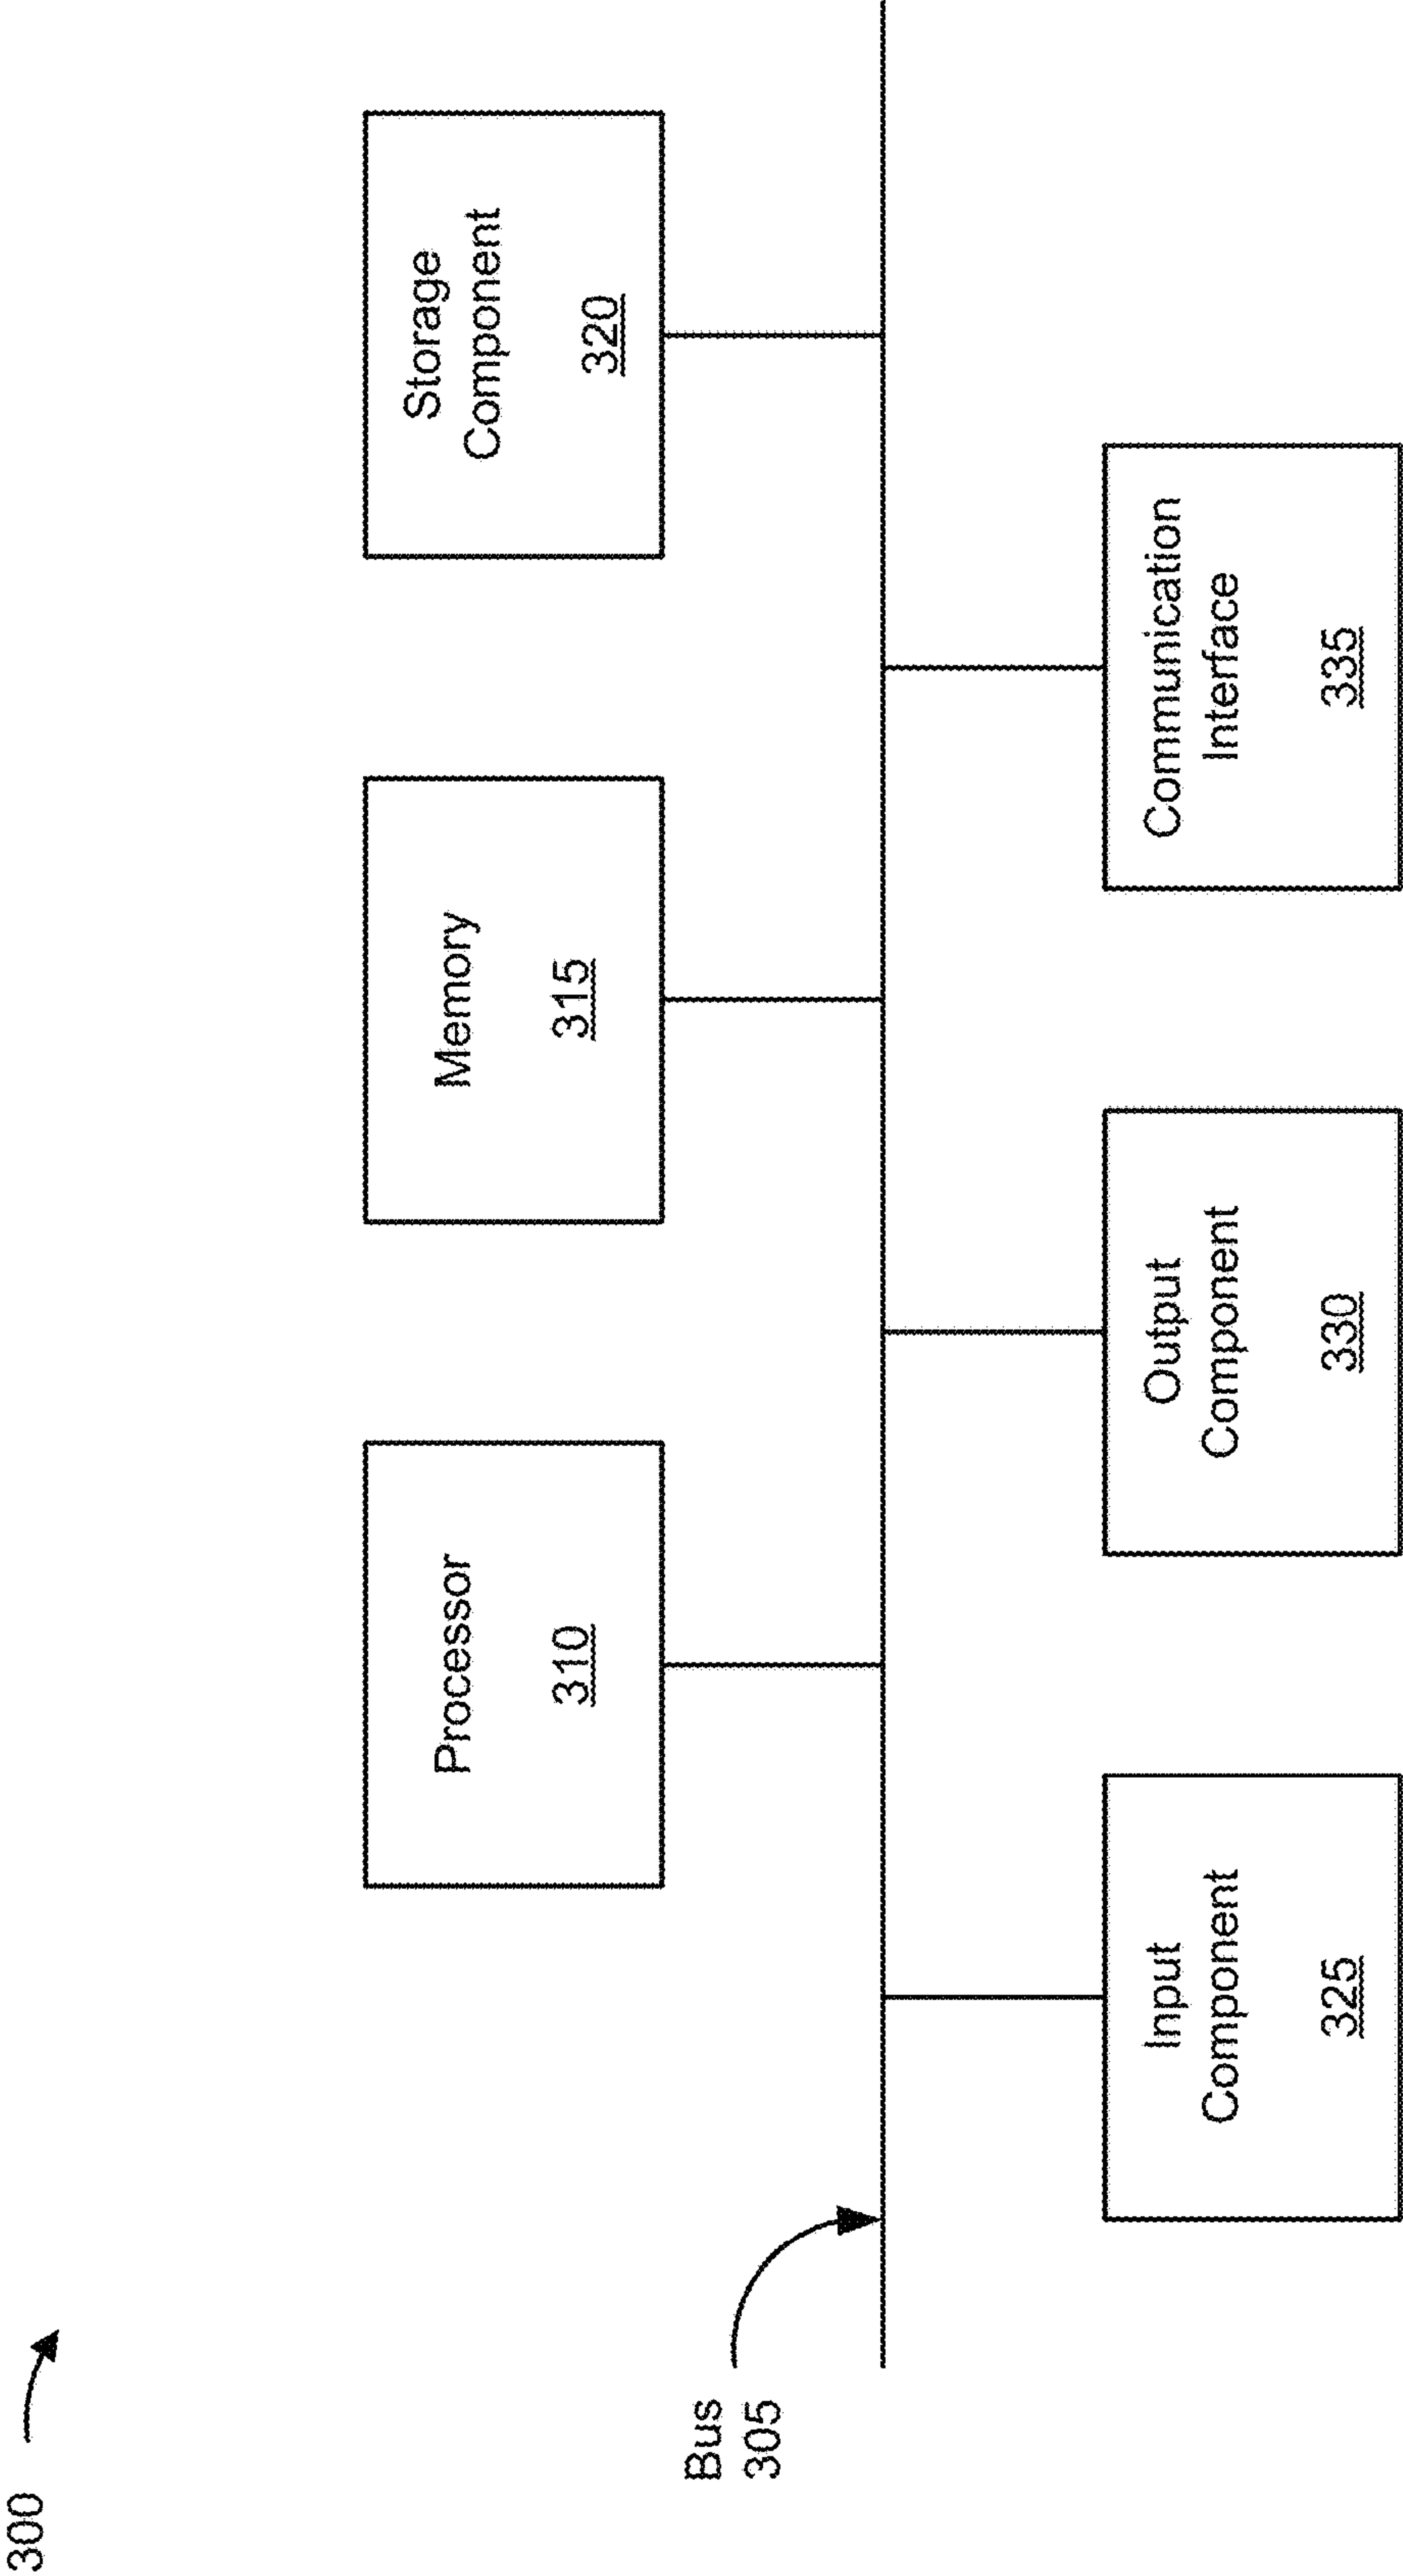 300
Processor
310
Memory
315
Storage
Component
320
Bus
305
Input
Component
325
Output
Component
330
Communication
Interface
335